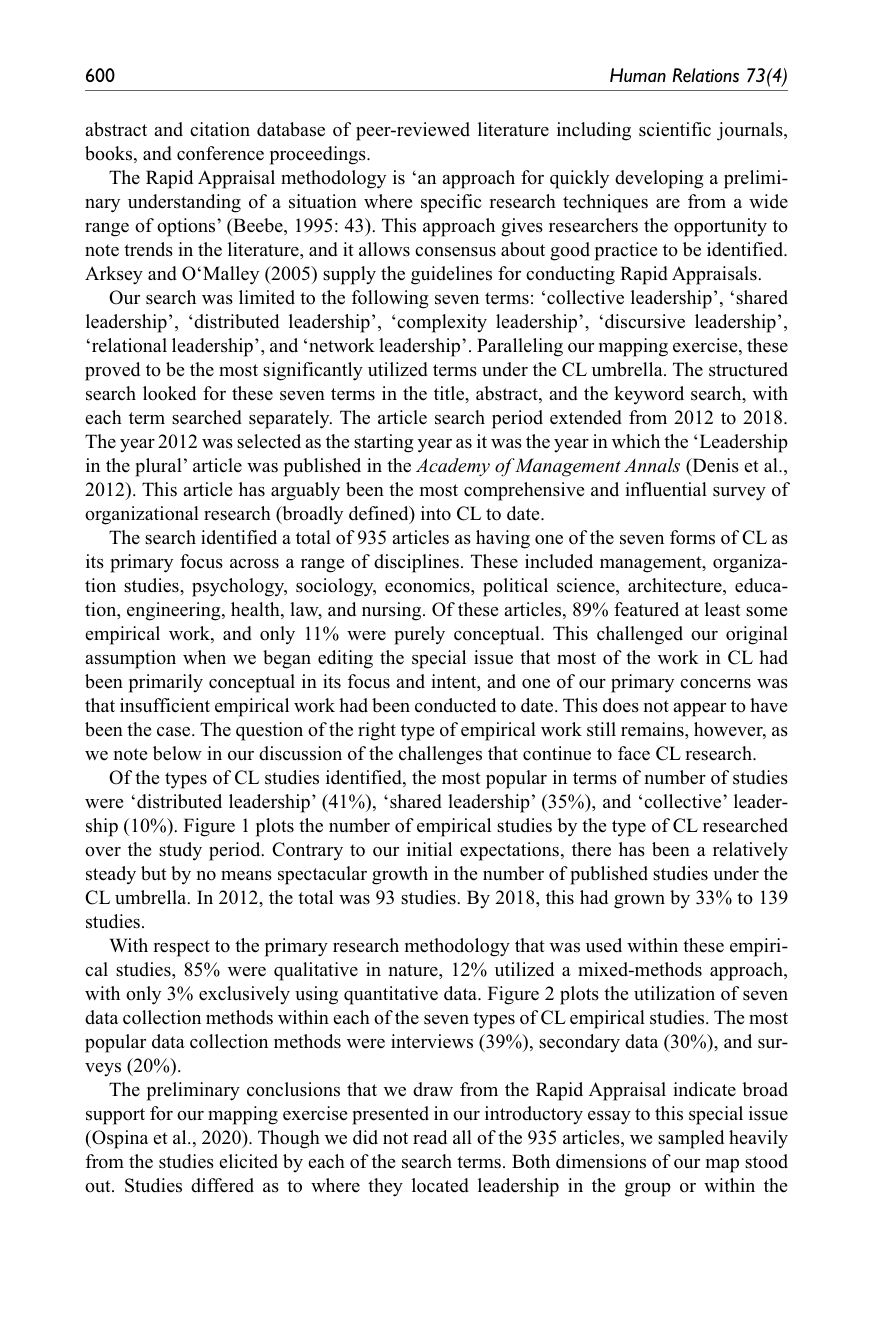 600
Human Relations 73(4)
abstract and citation database of peer-reviewed literature including scientific journals,
books, and conference proceedings.
The Rapid Appraisal methodology is ‘an approach for quickly developing a prelimi-
nary understanding of a situation where specific research techniques are from a wide
range of options’ (Beebe, 1995: 43). This approach gives researchers the opportunity to
note trends in the literature, and it allows consensus about good practice to be identified.
Arksey and O‘Malley (2005) supply the guidelines for conducting Rapid Appraisals.
Our search was limited to the following seven terms: ‘collective leadership’, ‘shared
leadership’, ‘distributed leadership’, ‘complexity leadership’, ‘discursive leadership’,
‘relational leadership’, and ‘network leadership’. Paralleling our mapping exercise, these
proved to be the most significantly utilized terms under the CL umbrella. The structured
search looked for these seven terms in the title, abstract, and the keyword search, with
each term searched separately. The article search period extended from 2012 to 2018.
The year 2012 was selected as the starting year as it was the year in which the ‘Leadership
in the plural’ article was published in the Academy of Management Annals (Denis et al.,
2012). This article has arguably been the most comprehensive and influential survey of
organizational research (broadly defined) into CL to date.
The search identified a total of 935 articles as having one of the seven forms of CL as
its primary focus across a range of disciplines. These included management, organiza-
tion studies, psychology, sociology, economics, political science, architecture, educa-
tion, engineering, health, law, and nursing. Of these articles, 89% featured at least some
empirical work, and only 11% were purely conceptual. This challenged our original
assumption when we began editing the special issue that most of the work in CL had
been primarily conceptual in its focus and intent, and one of our primary concerns was
that insufficient empirical work had been conducted to date. This does not appear to have
been the case. The question of the right type of empirical work still remains, however, as
we note below in our discussion of the challenges that continue to face CL research.
Of the types of CL studies identified, the most popular in terms of number of studies
were ‘distributed leadership’ (41%), ‘shared leadership’ (35%), and ‘collective’ leader-
ship (10%). Figure 1 plots the number of empirical studies by the type of CL researched
over the study period. Contrary to our initial expectations, there has been a relatively
steady but by no means spectacular growth in the number of published studies under the
CL umbrella. In 2012, the total was 93 studies. By 2018, this had grown by 33% to 139
studies.
With respect to the primary research methodology that was used within these empiri-
cal studies, 85% were qualitative in nature, 12% utilized a mixed-methods approach,
with only 3% exclusively using quantitative data. Figure 2 plots the utilization of seven
data collection methods within each of the seven types of CL empirical studies. The most
popular data collection methods were interviews (39%), secondary data (30%), and sur-
veys (20%).
The preliminary conclusions that we draw from the Rapid Appraisal indicate broad
support for our mapping exercise presented in our introductory essay to this special issue
(Ospina et al., 2020). Though we did not read all of the 935 articles, we sampled heavily
from the studies elicited by each of the search terms. Both dimensions of our map stood
out. Studies differed as to where they located leadership in the group or within the